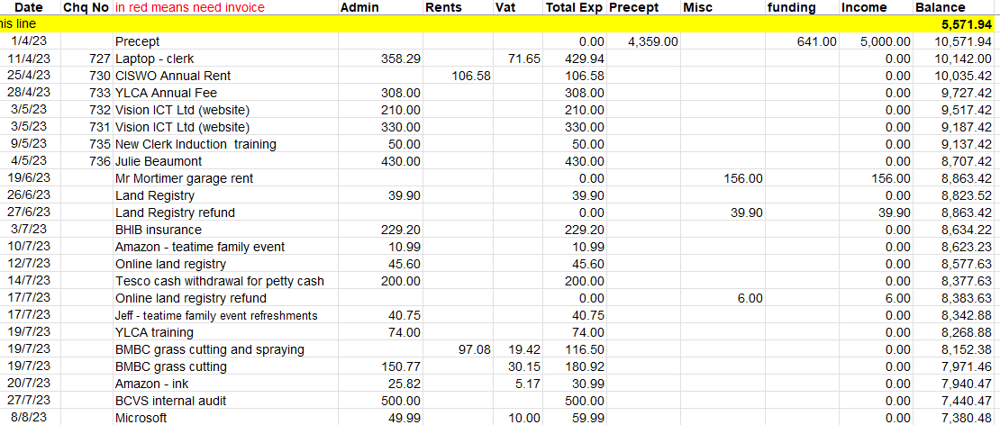 Date Chq No in red means need invoice Admin Rents Vat Total Exp Precept Misc funding Income Balance
his line 5,571.94
1/4/23 Precept 0.00 4,359.00 641.00 5,000.00 10,571.94
11/4/23 727 Laptop - clerk 358.29 71.65 429.94 0.00 10,142.00
25/4/23 730 CISWO Annual Rent 106.58 106.58 0.00 10,035.42
28/4/23 733 YLCA Annual Fee 308.00 308.00 0.00 9,727.42
3/5/23 732 Vision ICT Ltd (website) 210.00 210.00 0.00 9,517.42
3/5/23 731 Vision ICT Ltd (website) 330.00 330.00 0.00 9,187.42
9/5/23 735 New Clerk Induction training 50.00 50.00 0.00 9,137.42
4/5/23 736 Julie Beaumont 430.00 430.00 0.00 8,707.42
19/6/23 Mr Mortimer garage rent 0.00 156.00 156.00 8,863.42
26/6/23 Land Registry 39.90 39.90 0.00 8,823.52
27/6/23 Land Registry refund 0.00 39.90 39.90 8,863.42
3/7/23 BHIB insurance 229.20 229.20 0.00 8,634.22
10/7/23 Amazon - teatime family event 10.99 10.99 0.00 8,623.23
12/7/23 Online land registry 45.60 45.60 0.00 8,577.63
14/7/23 Tesco cash withdrawal for petty cash 200.00 200.00 0.00 8,377.63
17/7/23 Online land registry refund 0.00 6.00 6.00 8,383.63
17/7/23 Jeff - teatime family event refreshments 40.75 40.75 0.00 8,342.88
19/7/23 YLCA training 74.00 74.00 0.00 8,268.88
19/7/23 BMBC grass cutting and spraying 97.08 19.42 116.50 0.00 8,152.38
19/7/23 BMBC grass cutting 150.77 30.15 180.92 0.00 7,971.46
20/7/23 Amazon - ink 25.82 5.17 30.99 0.00 7,940.47
27/7/23 BCVS internal audit 500.00 500.00 0.00 7,440.47
8/8/23 Microsoft 49.99 10.00 59.99 0.00 7,380.48